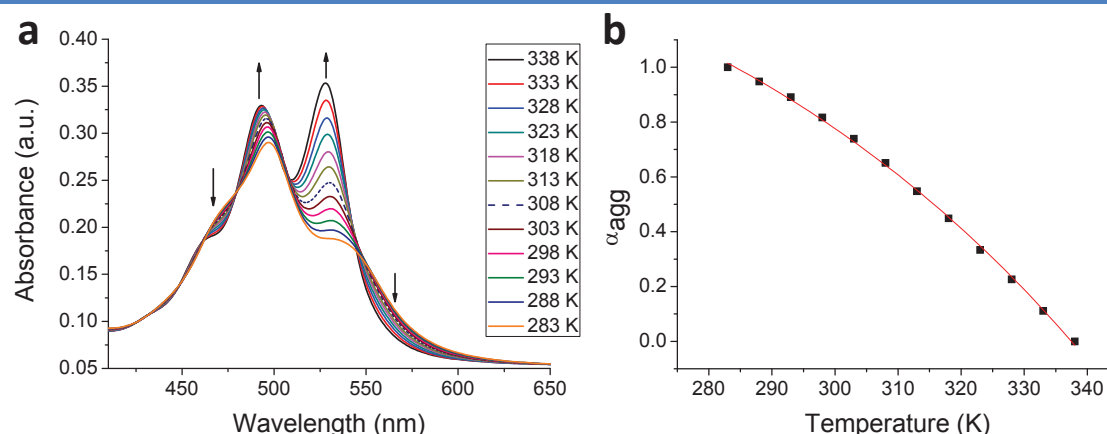 a
Absorbance (a.u.)
0.40
0.35
0.30
0.25
0.20
0.15
0.10
0.05
450
500
550
600
650
Wavelength (nm)
338 K
333 K
328 K
323 K
318 K
313 K
308 K
303 K
298 K
293 K
288 K
283 K
b
αagg
1.0
0.8
0.6
0.4
0.2
0.0
280
290
300
310
320
330
340
Temperature (K)